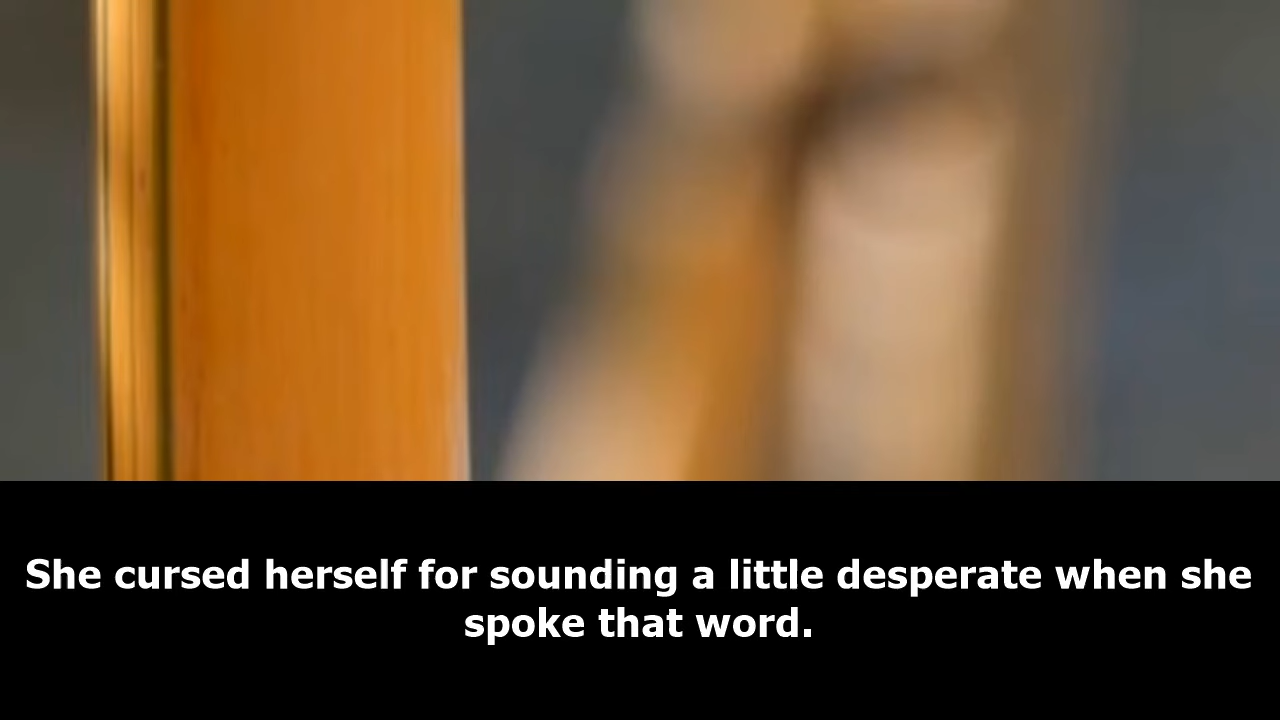 She cursed herself for sounding a little desperate when she
spoke that word.